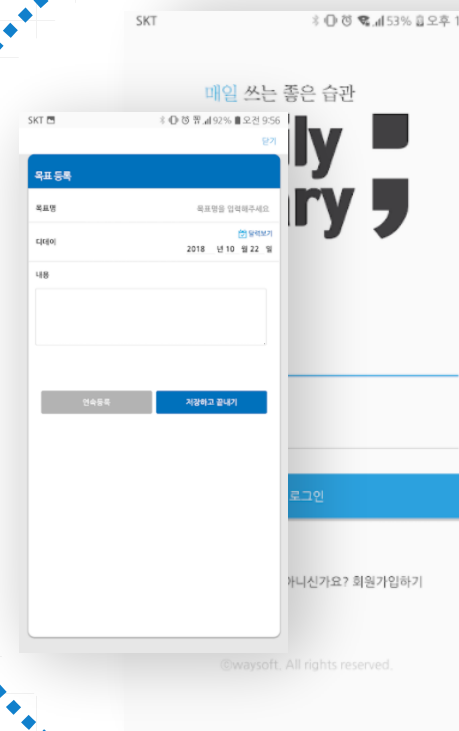 SKT 53% 오후 1
매일 쓰는 좋은 습관
ly
ry
SKT 92% 오전 9:56
닫기
목표 등록
목표명 목표명을 입력해주세요
디데이 달력보기
2018 년 10 월 22 일
내용
연속등록 저장하고 끝내기
로그인
아니신가요? 회원가입하기
©waysoft. All rights reserved.